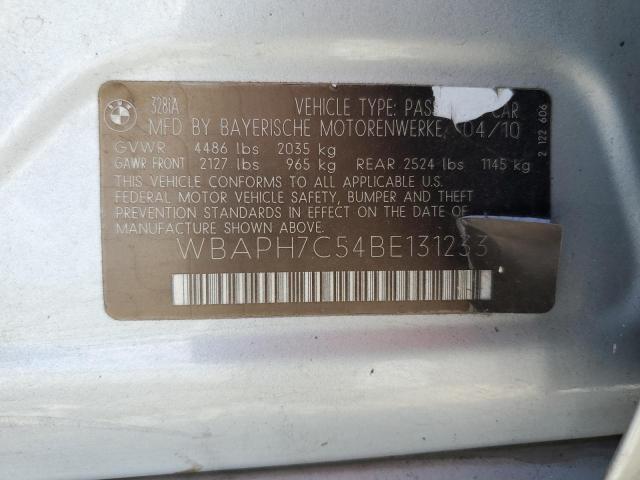 BMW
328iA
VEHICLE TYPE: PASSE CAR
MFD BY BAYERISCHE MOTORENWERKE, 04/10
GVWR 4486 lbs 2035 kg
GAWR FRONT 2127 lbs 965 kg REAR 2524 lbs 1145 kg
THIS VEHICLE CONFORMS TO ALL APPLICABLE U.S.
FEDERAL MOTOR VEHICLE SAFETY, BUMPER AND THEFT
PREVENTION STANDARDS IN EFFECT ON THE DATE OF
MANUFACTURE SHOWN ABOVE.
WBAPH7C54BE131233
2 122 606